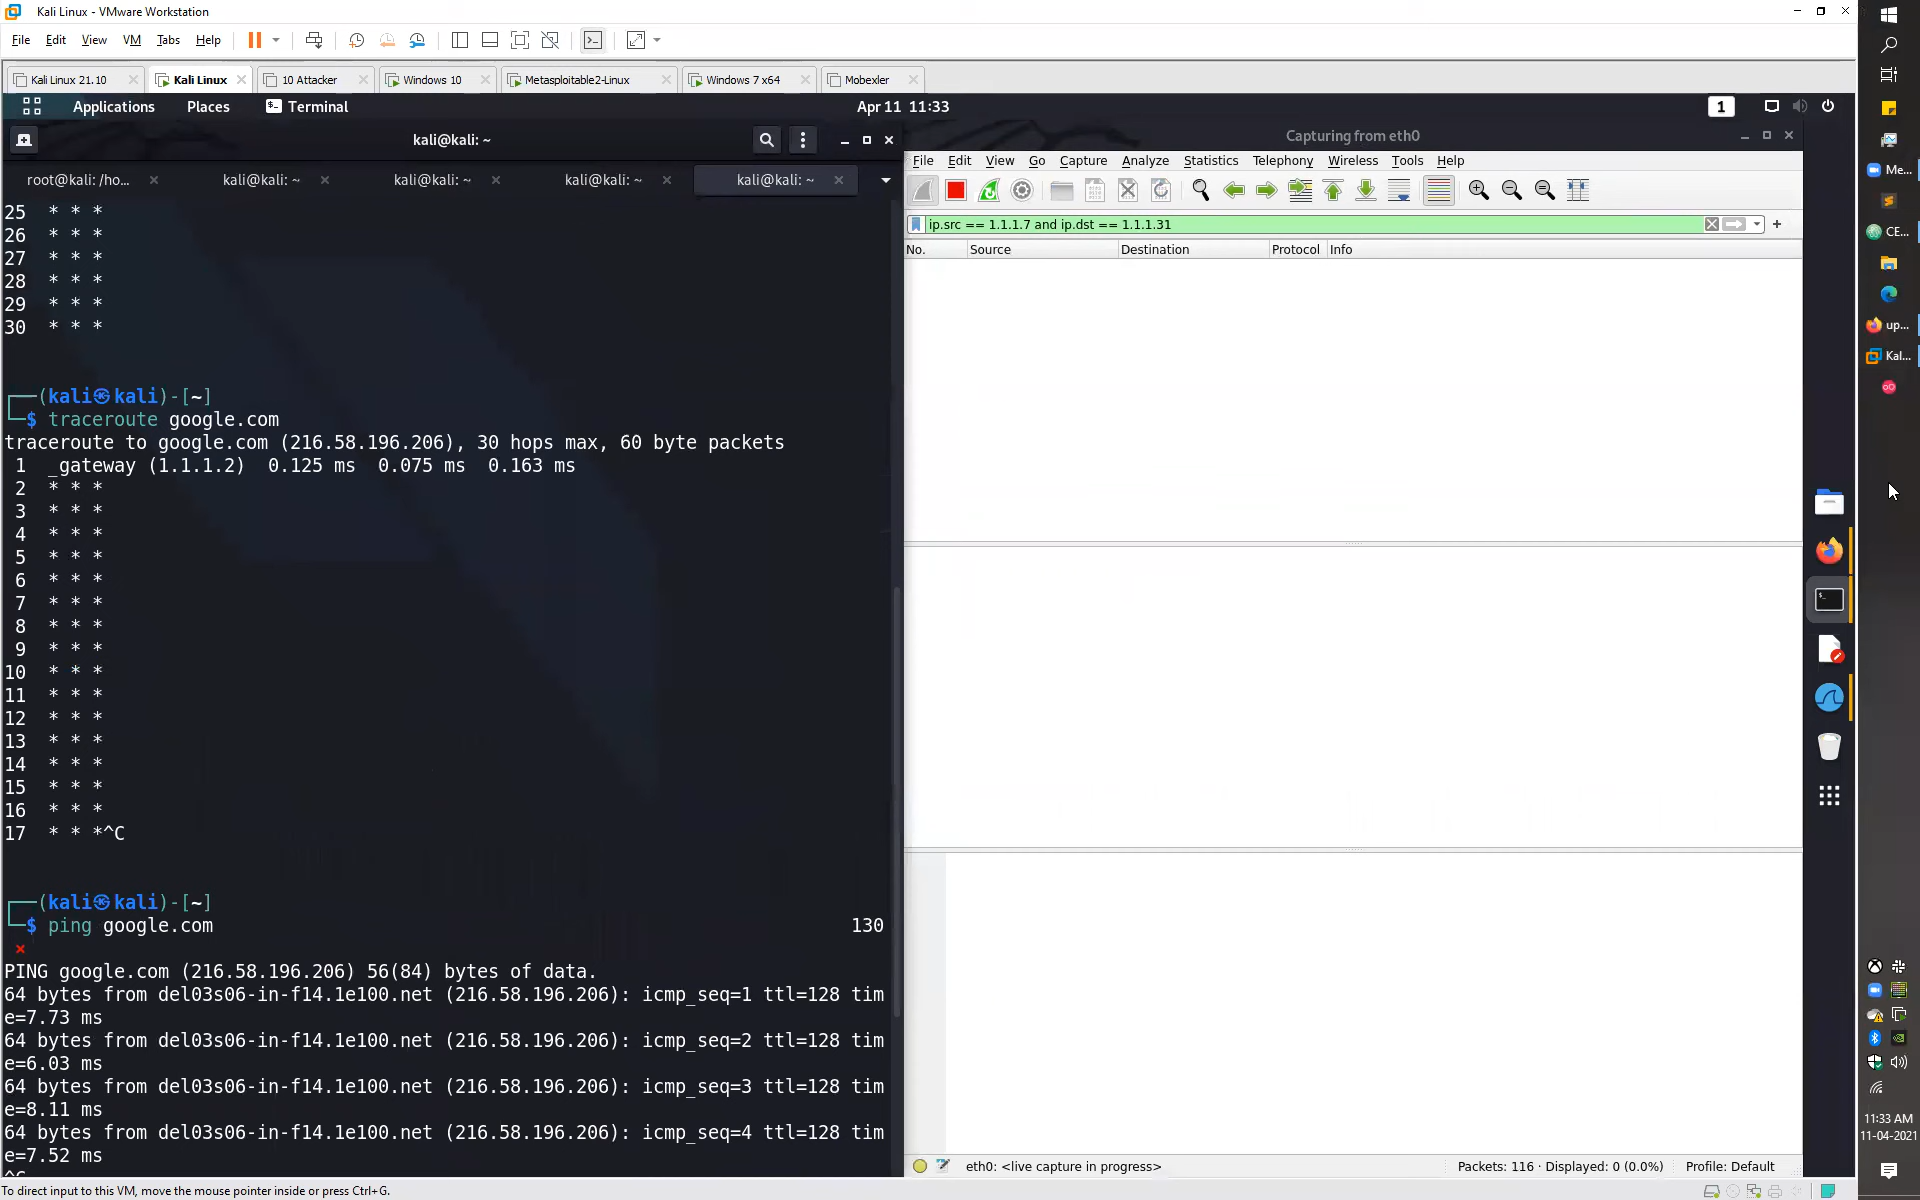 Kali Linux - VMware Workstation
File Edit View VM Tabs Help
Kali Linux 21.10 Kali Linux 10 Attacker Windows 10 Metasploitable2-Linux Windows 7 x64 Mobexler
Applications Places Terminal Apr 11 11:33 1
kali@kali: ~
root@kali: /ho... kali@kali: ~ kali@kali: ~ kali@kali: ~ kali@kali: ~
25 * * *
26 * * *
27 * * *
28 * * *
29 * * *
30 * * *
(kali㉿kali)-[~]
$ traceroute google.com
traceroute to google.com (216.58.196.206), 30 hops max, 60 byte packets
1 _gateway (1.1.1.2) 0.125 ms 0.075 ms 0.163 ms
2 * * *
3 * * *
4 * * *
5 * * *
6 * * *
7 * * *
8 * * *
9 * * *
10 * * *
11 * * *
12 * * *
13 * * *
14 * * *
15 * * *
16 * * *
17 * * *^C
(kali㉿kali)-[~]
$ ping google.com 130
⨯
PING google.com (216.58.196.206) 56(84) bytes of data.
64 bytes from del03s06-in-f14.1e100.net (216.58.196.206): icmp_seq=1 ttl=128 tim
e=7.73 ms
64 bytes from del03s06-in-f14.1e100.net (216.58.196.206): icmp_seq=2 ttl=128 tim
e=6.03 ms
64 bytes from del03s06-in-f14.1e100.net (216.58.196.206): icmp_seq=3 ttl=128 tim
e=8.11 ms
64 bytes from del03s06-in-f14.1e100.net (216.58.196.206): icmp_seq=4 ttl=128 tim
e=7.52 ms
^C
Capturing from eth0
File Edit View Go Capture Analyze Statistics Telephony Wireless Tools Help
ip.src == 1.1.1.7 and ip.dst == 1.1.1.31
No. Source Destination Protocol Info
eth0: <live capture in progress> Packets: 116 · Displayed: 0 (0.0%) Profile: Default
Me...
CE...
up...
Kal...
11:33 AM
11-04-2021
To direct input to this VM, move the mouse pointer inside or press Ctrl+G.